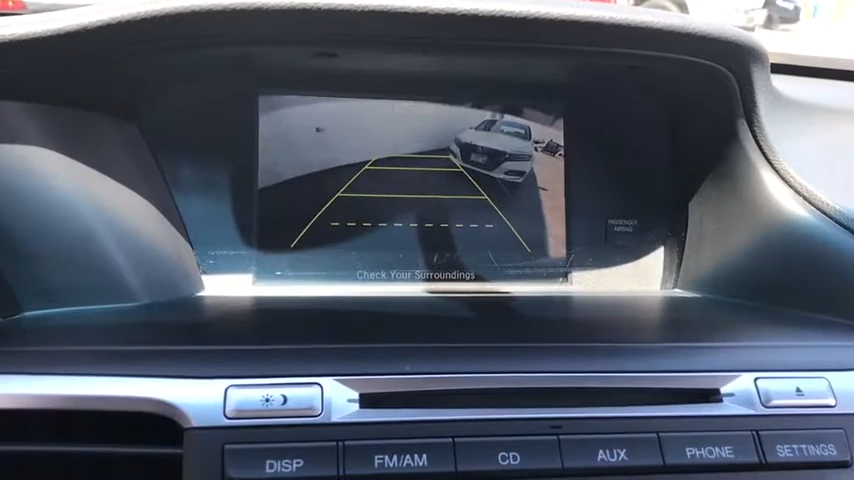 PASSENGER
AIRBAG
Check Your Surroundings
DISP
FM/AM
CD
AUX
PHONE
SETTINGS